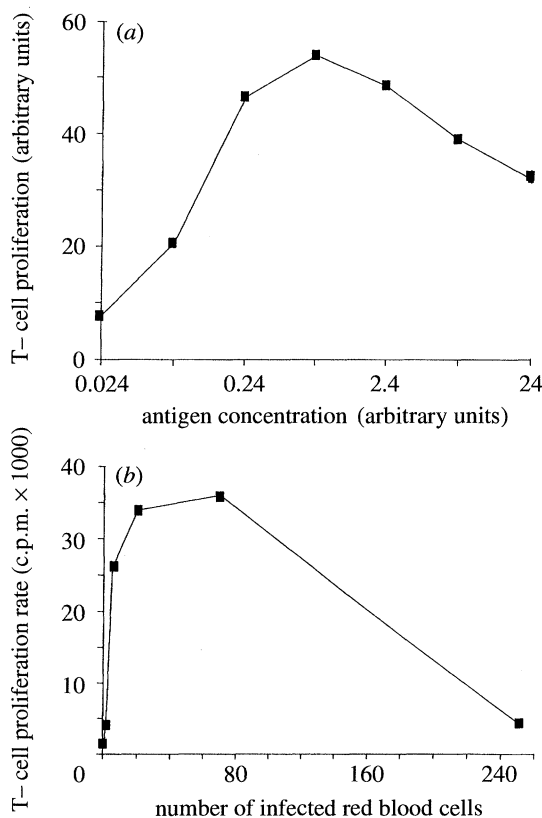 (a)
T– cell proliferation (arbitrary units)
60
40
20
0
0.024 0.24 2.4 24
antigen concentration (arbitrary units)
(b)
T– cell proliferation rate (c.p.m. × 1000)
40
30
20
10
0 80 160 240
number of infected red blood cells